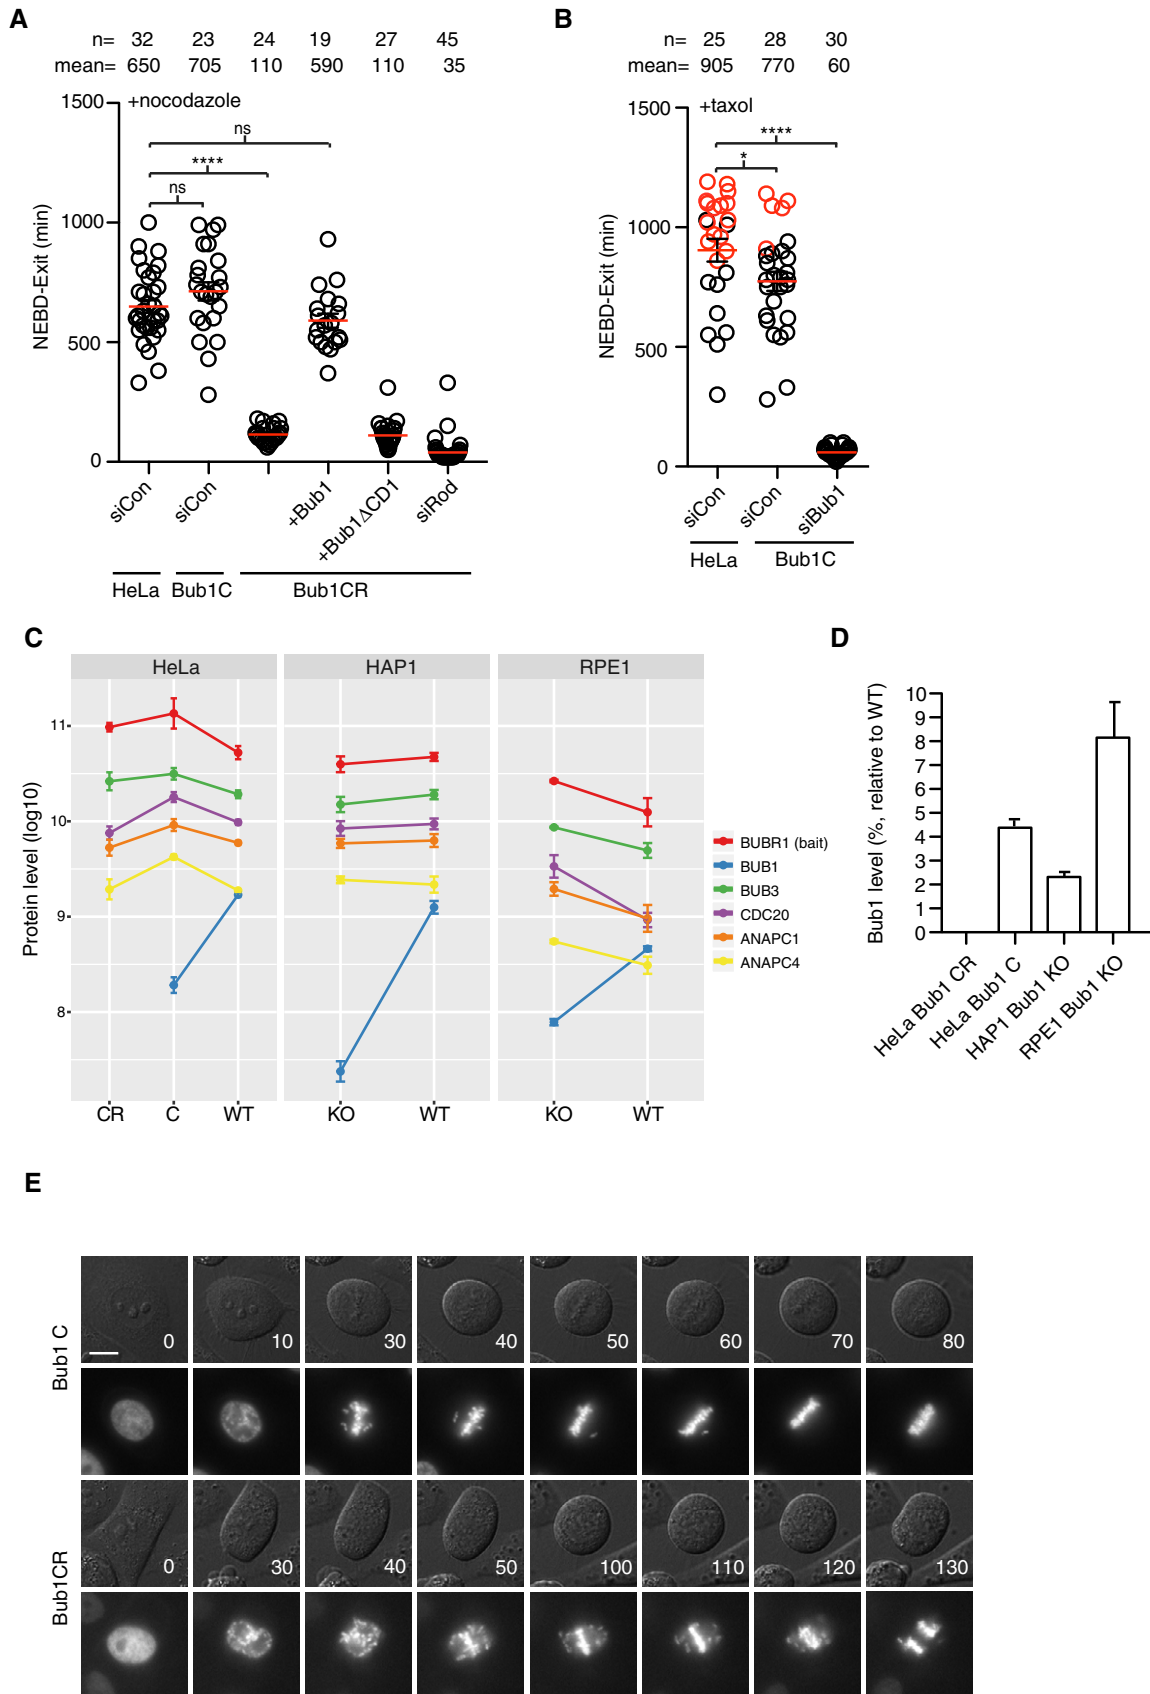 A
n= 32 23 24 19 27 45
mean= 650 705 110 590 110 35
+nocodazole
1500
1000
500
0
NEBD-Exit (min)
ns
****
ns
siCon
siCon
+Bub1
+Bub1ΔCD1
siRod
HeLa
Bub1C
Bub1CR
B
n= 25 28 30
mean= 905 770 60
+taxol
1500
1000
500
0
NEBD-Exit (min)
****
*
siCon
siCon
siBub1
HeLa
Bub1C
C
HeLa
HAP1
RPE1
Protein level (log10)
11
10
9
8
CR C WT
KO WT
KO WT
BUBR1 (bait)
BUB1
BUB3
CDC20
ANAPC1
ANAPC4
D
Bub1 level (%, relative to WT)
10
9
8
7
6
5
4
3
2
1
0
HeLa Bub1 CR
HeLa Bub1 C
HAP1 Bub1 KO
RPE1 Bub1 KO
E
Bub1 C
0 10 30 40 50 60 70 80
Bub1CR
0 30 40 50 100 110 120 130